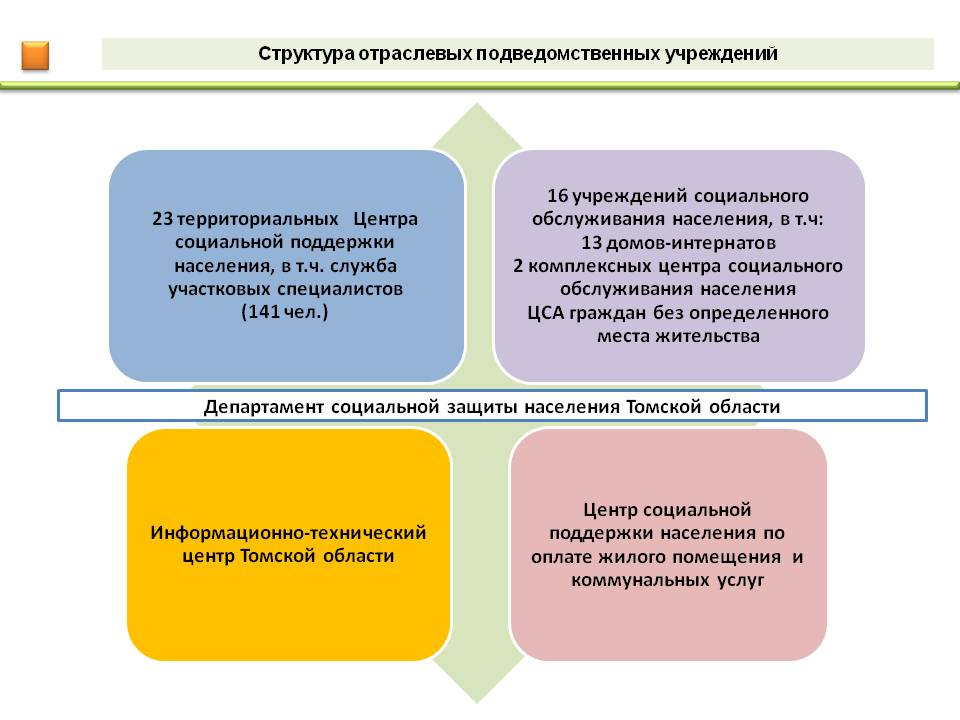 Структура отраслевых подведомственных учреждений
23 территориальных Центра
социальной поддержки
населения, в т.ч. служба
участковых специалистов
(141 чел.)
16 учреждений социального
обслуживания населения, в т.ч:
13 домов-интернатов
2 комплексных центра социального
обслуживания населения
ЦСА граждан без определенного
места жительства
Департамент социальной защиты населения Томской области
Информационно-технический
центр Томской области
Центр социальной
поддержки населения по
оплате жилого помещения и
коммунальных услуг